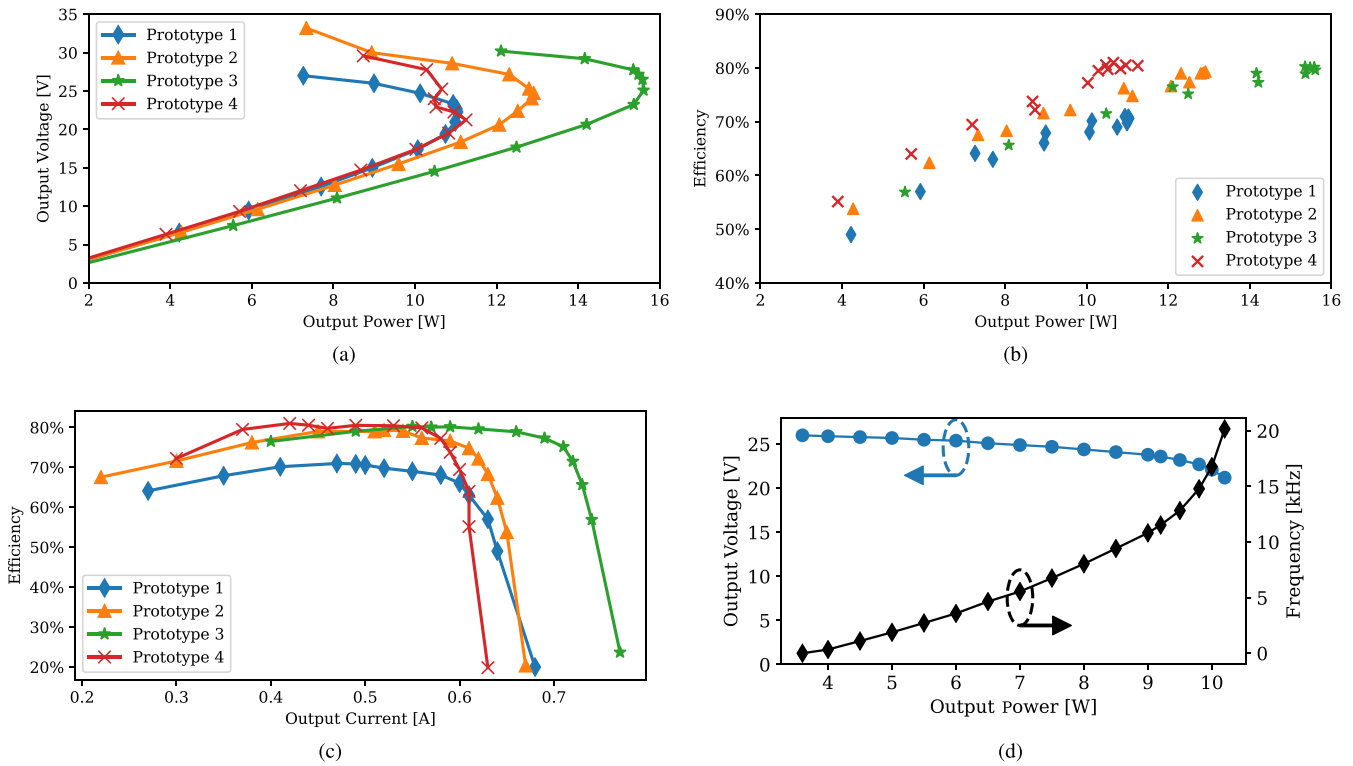 35
30
25
20
15
10
5
0
Output Voltage [V]
Prototype 1
Prototype 2
Prototype 3
Prototype 4
2 4 6 8 10 12 14 16
Output Power [W]
(a)
90%
80%
70%
60%
50%
40%
Efficiency
Prototype 1
Prototype 2
Prototype 3
Prototype 4
2 4 6 8 10 12 14 16
Output Power [W]
(b)
80%
70%
60%
50%
40%
30%
20%
Efficiency
Prototype 1
Prototype 2
Prototype 3
Prototype 4
0.2 0.3 0.4 0.5 0.6 0.7
Output Current [A]
(c)
25
20
15
10
5
0
Output Voltage [V]
20
15
10
5
0
Frequency [kHz]
4 5 6 7 8 9 10
Output Power [W]
(d)